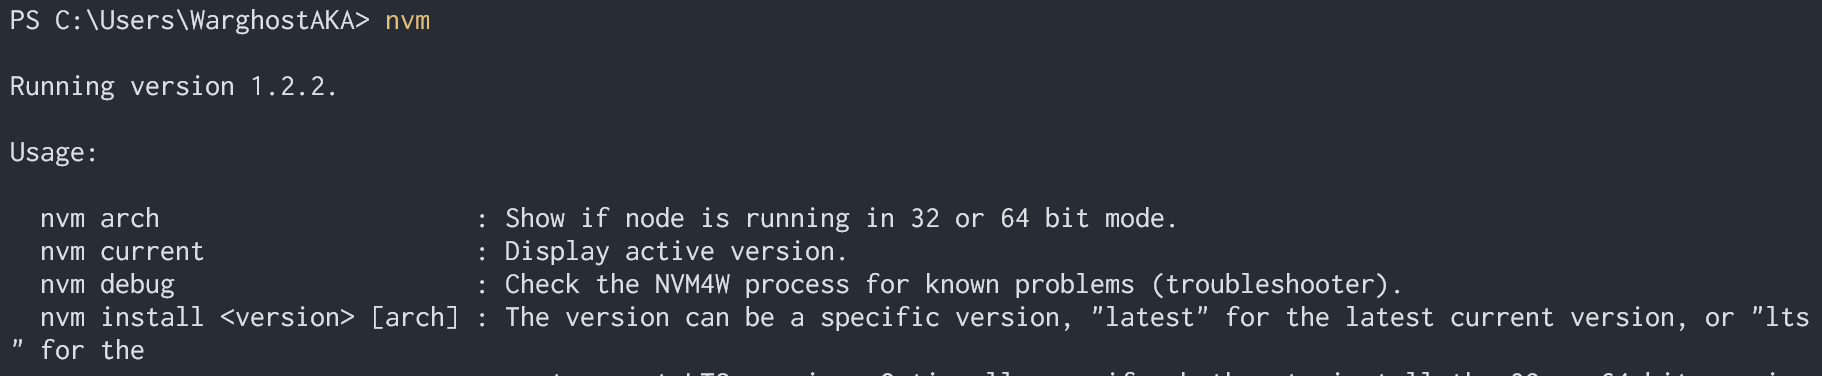 PS C:\Users\WarghostAKA> nvm
Running version 1.2.2.
Usage:
nvm arch : Show if node is running in 32 or 64 bit mode.
nvm current : Display active version.
nvm debug : Check the NVM4W process for known problems (troubleshooter).
nvm install <version> [arch] : The version can be a specific version, "latest" for the latest current version, or "lts
" for the